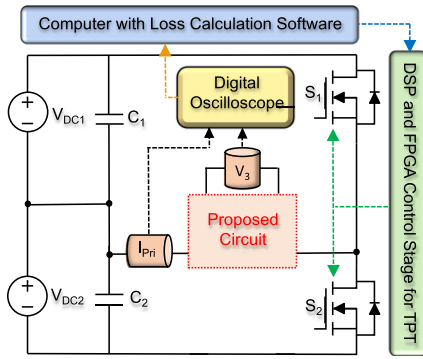 Computer with Loss Calculation Software
Digital
Oscilloscope
S1
VDC1
C1
V3
DSP and FPGA Control Stage for TPT
Proposed
Circuit
IPri
VDC2
C2
S2